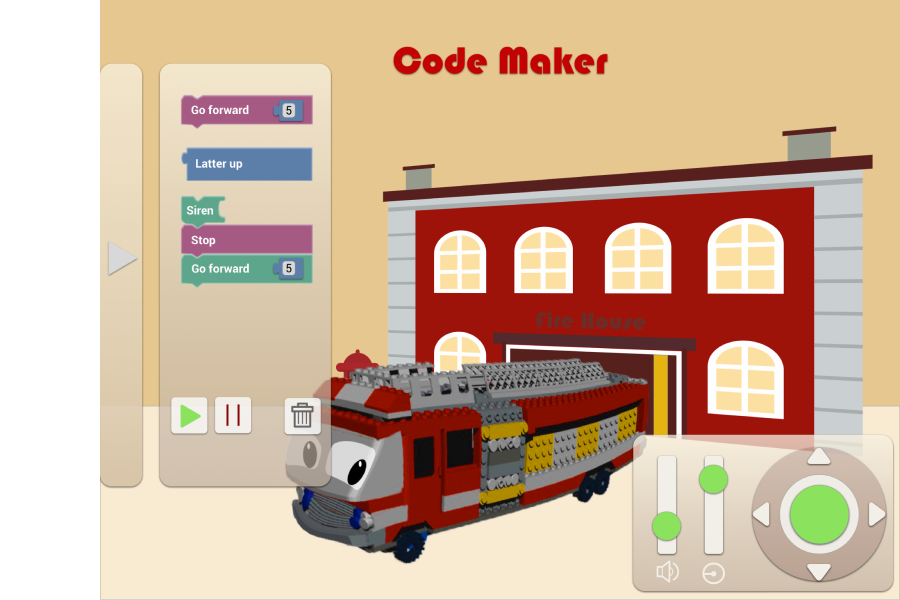 Code Maker
Go forward 5
Latter up
Siren
Stop
Go forward 5
Fire House